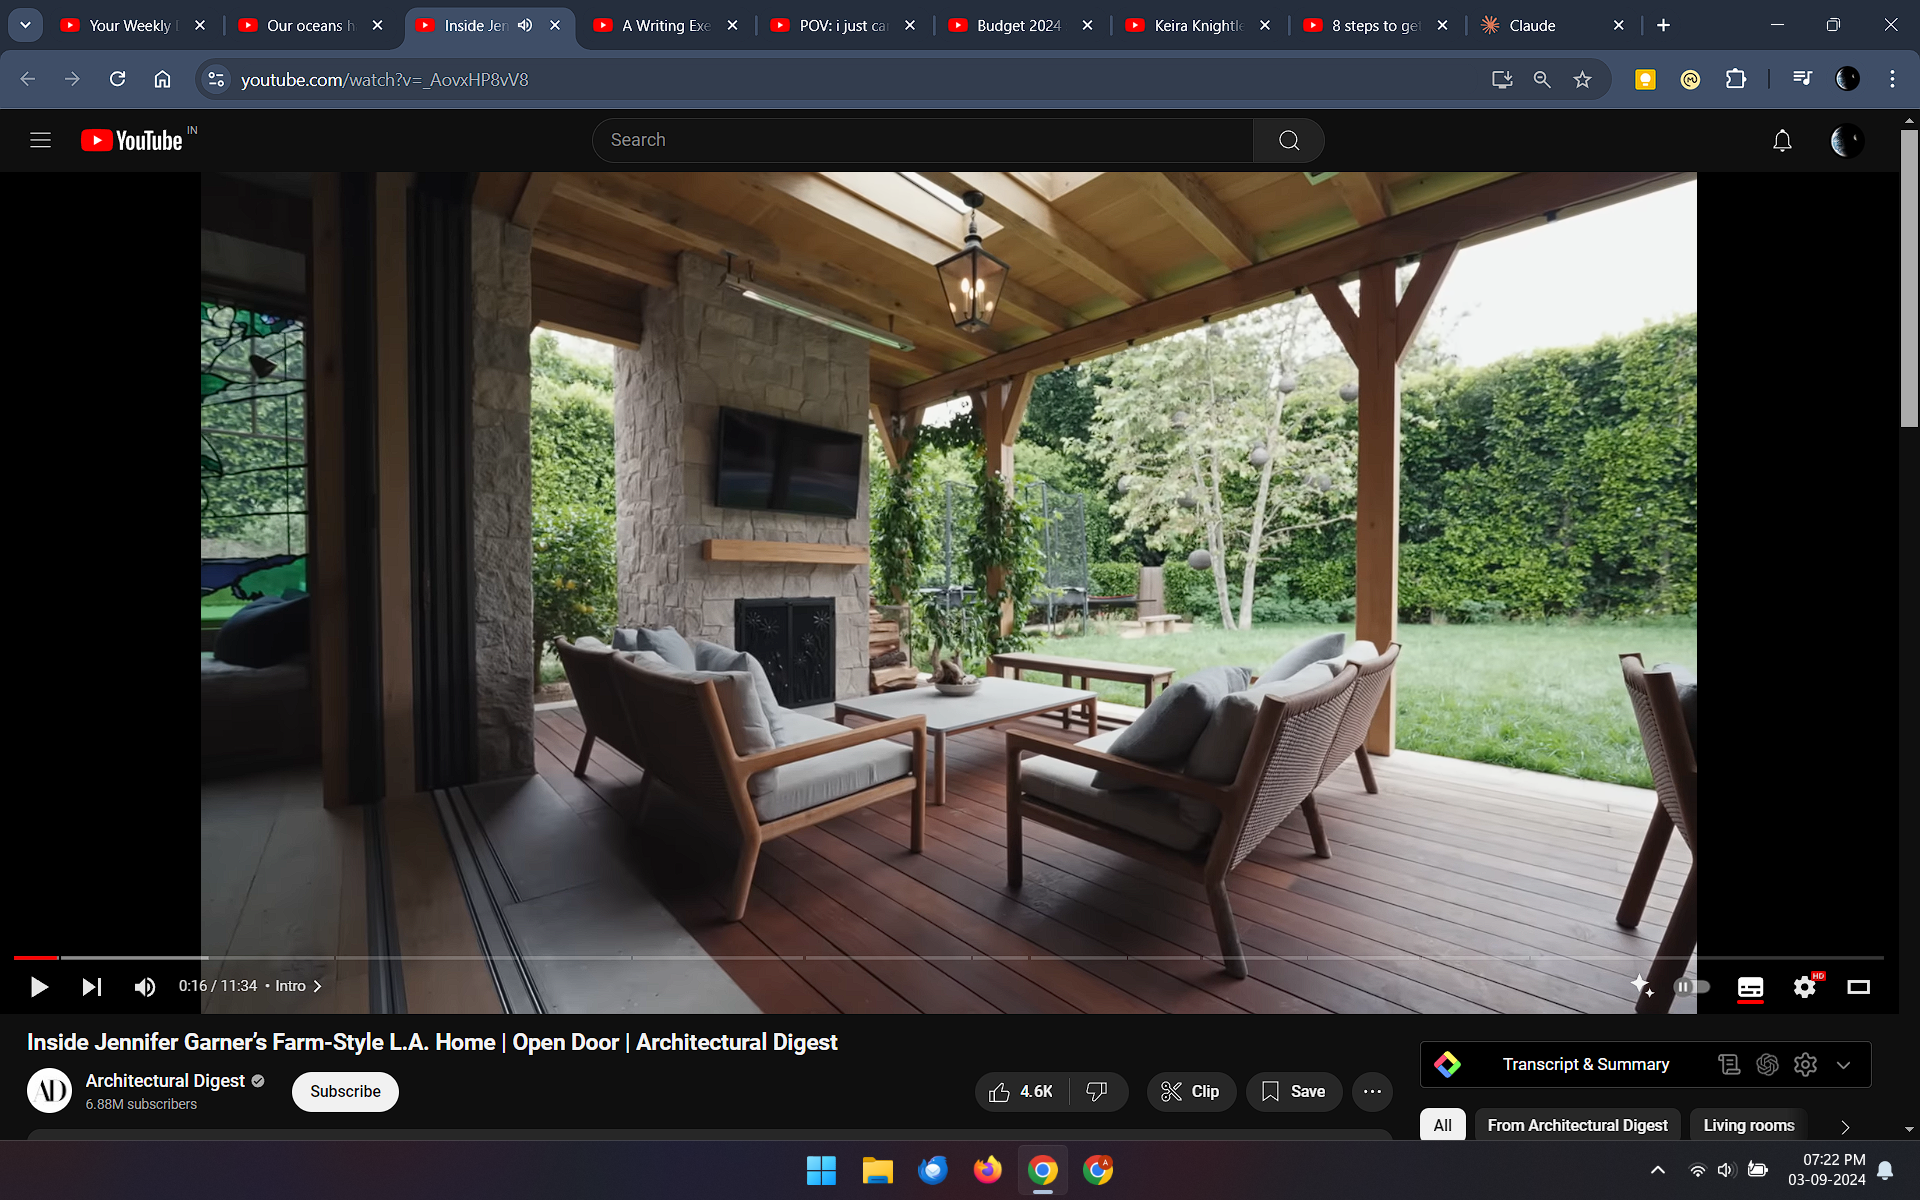 Your Weekly
Our oceans h
Inside Jen
A Writing Exe
POV: i just ca
Budget 2024
Keira Knightle
8 steps to get
Claude
youtube.com/watch?v=_AovxHP8vV8
YouTube IN
Search
0:16 / 11:34 • Intro
HD
Inside Jennifer Garner’s Farm-Style L.A. Home | Open Door | Architectural Digest
AD
Architectural Digest
6.88M subscribers
Subscribe
4.6K
Clip
Save
Transcript & Summary
All
From Architectural Digest
Living rooms
A
07:22 PM
03-09-2024